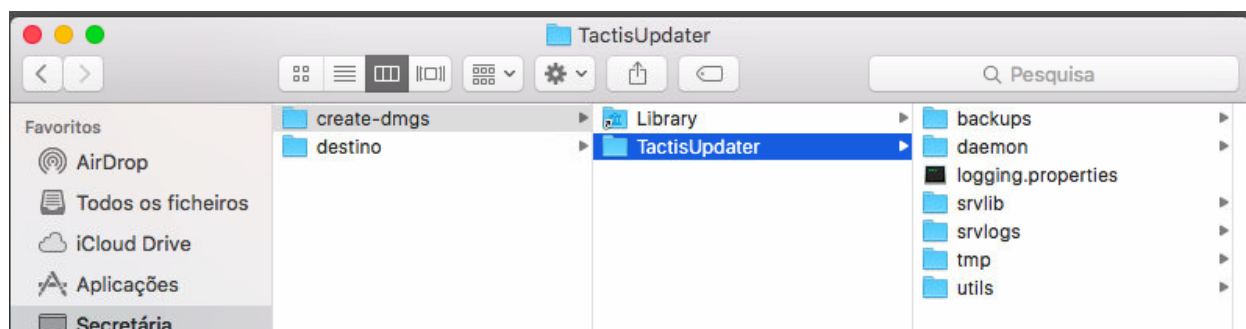 TactisUpdater
Pesquisa
Favoritos
AirDrop
Todos os ficheiros
iCloud Drive
Aplicações
Secretária
create-dmgs
destino
Library
TactisUpdater
backups
daemon
logging.properties
srvlib
srvlogs
tmp
utils